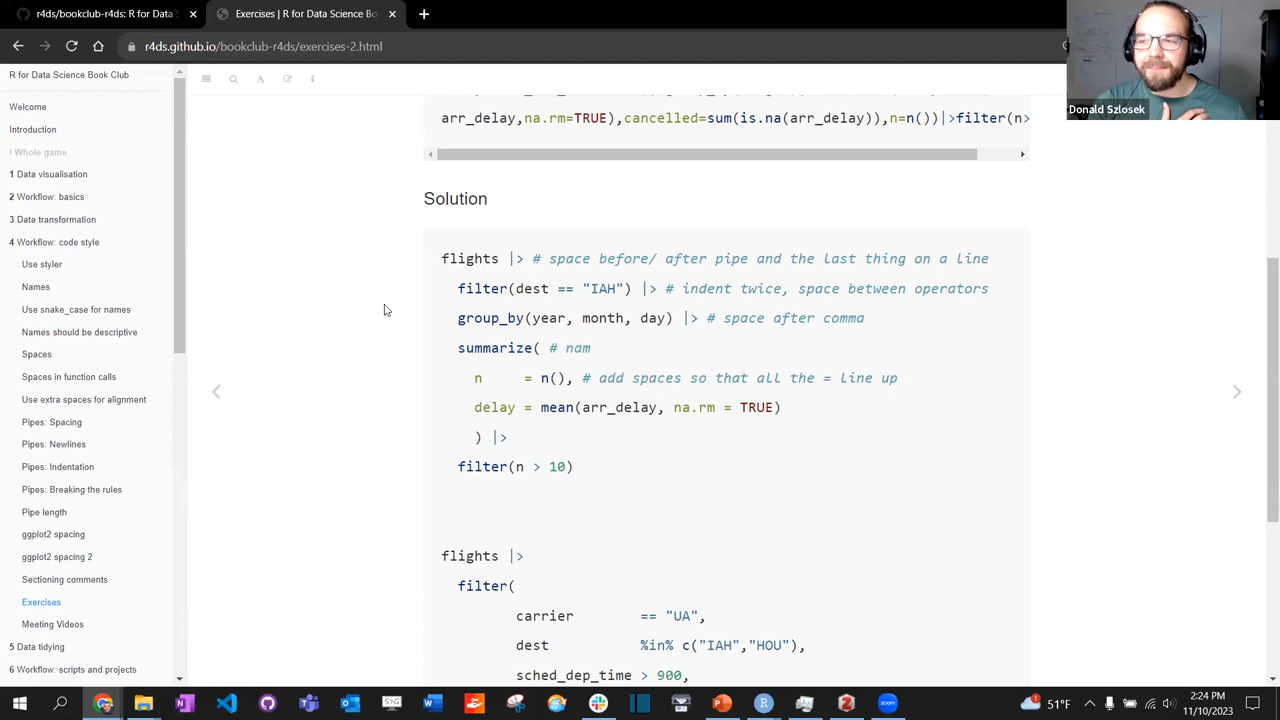 r4ds/bookclub-r4ds: R for Data S
Exercises | R for Data Science Bo
r4ds.github.io/bookclub-r4ds/exercises-2.html
Donald Szlosek
R for Data Science Book Club
Welcome
Introduction
I Whole game
1 Data visualisation
2 Workflow: basics
3 Data transformation
4 Workflow: code style
Use styler
Names
Use snake_case for names
Names should be descriptive
Spaces
Spaces in function calls
Use extra spaces for alignment
Pipes: Spacing
Pipes: Newlines
Pipes: Indentation
Pipes: Breaking the rules
Pipe length
ggplot2 spacing
ggplot2 spacing 2
Sectioning comments
Exercises
Meeting Videos
5 Data tidying
6 Workflow: scripts and projects
arr_delay,na.rm=TRUE),cancelled=sum(is.na(arr_delay)),n=n())|>filter(n>
Solution
flights |> # space before/ after pipe and the last thing on a line
filter(dest == "IAH") |> # indent twice, space between operators
group_by(year, month, day) |> # space after comma
summarize( # nam
n     = n(), # add spaces so that all the = line up
delay = mean(arr_delay, na.rm = TRUE)
) |>
filter(n > 10)
flights |>
filter(
carrier        == "UA",
dest           %in% c("IAH","HOU"),
sched_dep_time > 900,
51°F
2:24 PM
11/10/2023